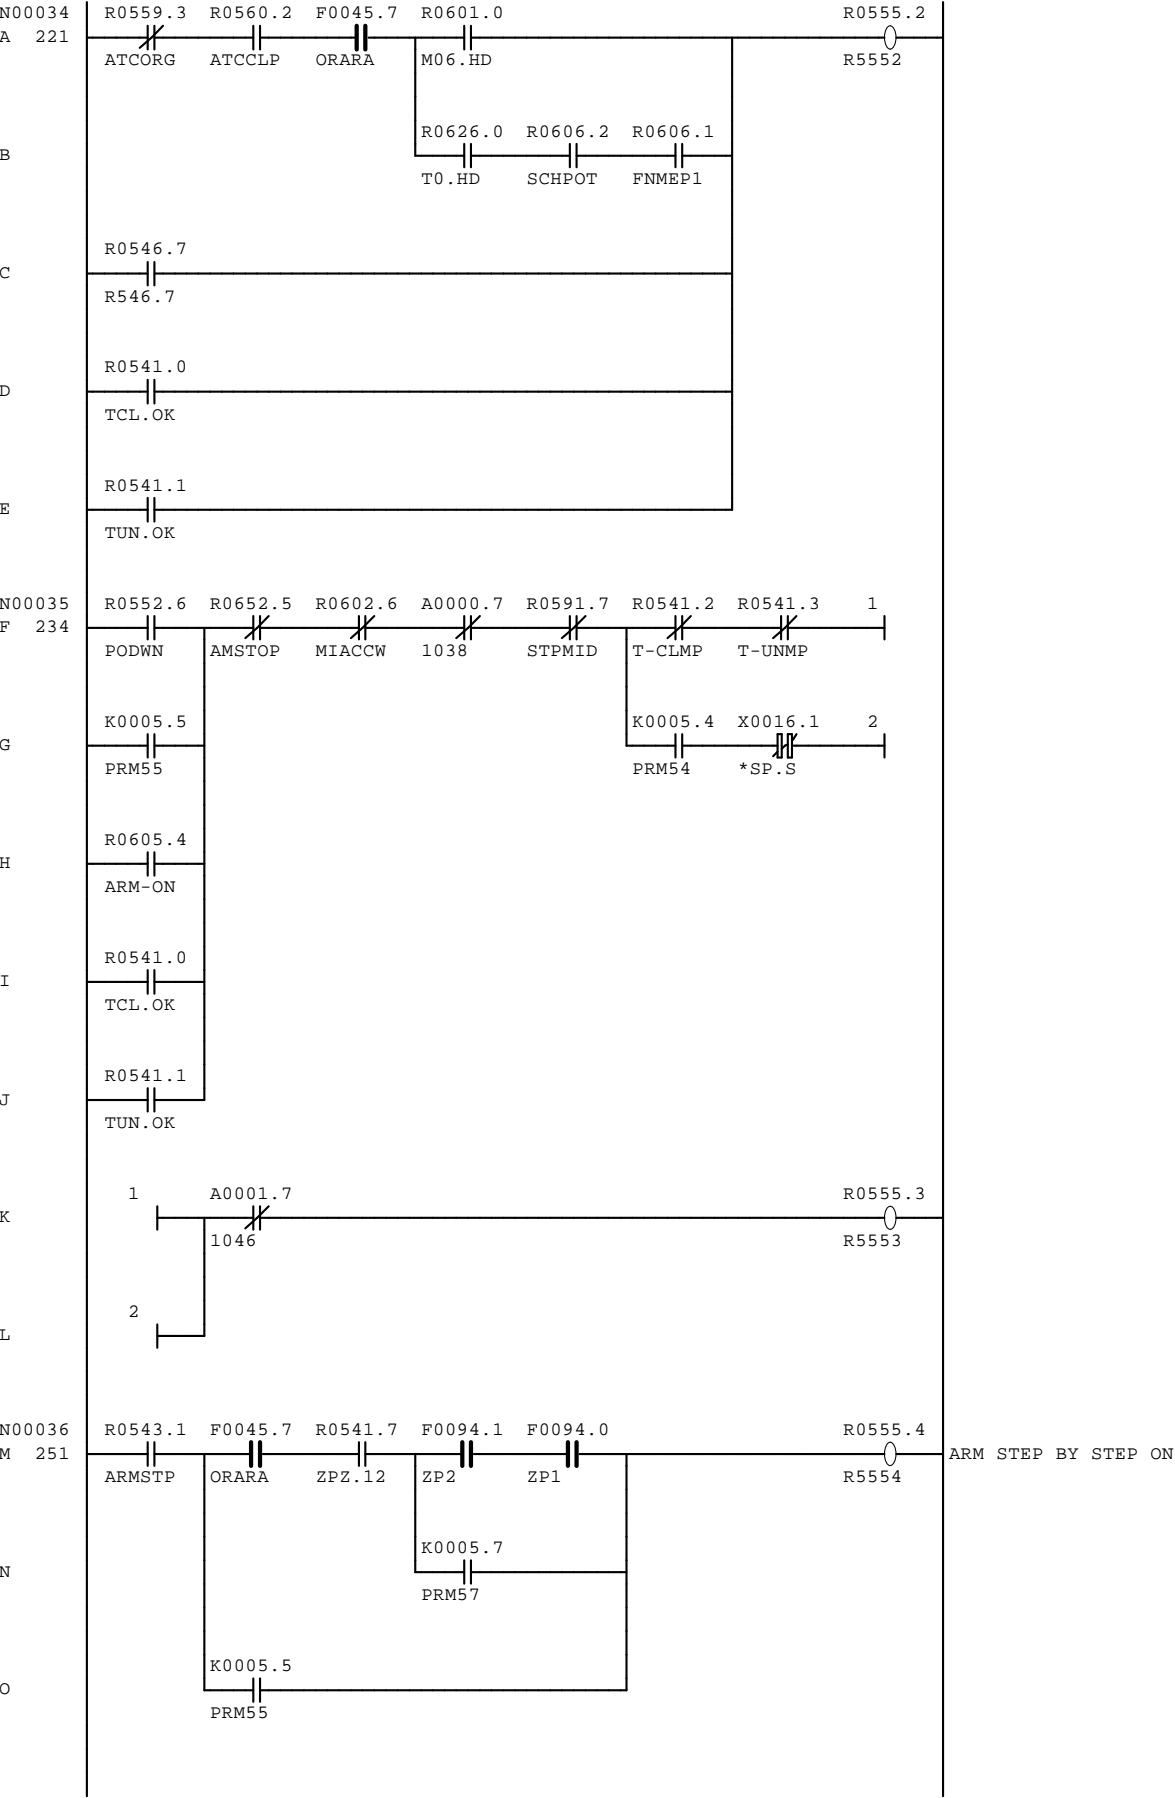 N00034 R0559.3 R0560.2 F0045.7 R0601.0 R0555.2
A 221
ATCORG ATCCLP ORARA M06.HD R5552
R0626.0 R0606.2 R0606.1
B
T0.HD SCHPOT FNMEP1
R0546.7
C
R546.7
R0541.0
D
TCL.OK
R0541.1
E
TUN.OK
N00035 R0552.6 R0652.5 R0602.6 A0000.7 R0591.7 R0541.2 R0541.3 1
F 234
PODWN AMSTOP MIACCW 1038 STPMID T-CLMP T-UNMP
K0005.5 K0005.4 X0016.1 2
G
PRM55 PRM54 *SP.S
R0605.4
H
ARM-ON
R0541.0
I
TCL.OK
R0541.1
J
TUN.OK
1 A0001.7 R0555.3
K
1046 R5553
2
L
N00036 R0543.1 F0045.7 R0541.7 F0094.1 F0094.0 R0555.4
M 251 ARM STEP BY STEP ON
ARMSTP ORARA ZPZ.12 ZP2 ZP1 R5554
K0005.7
N
PRM57
K0005.5
O
PRM55